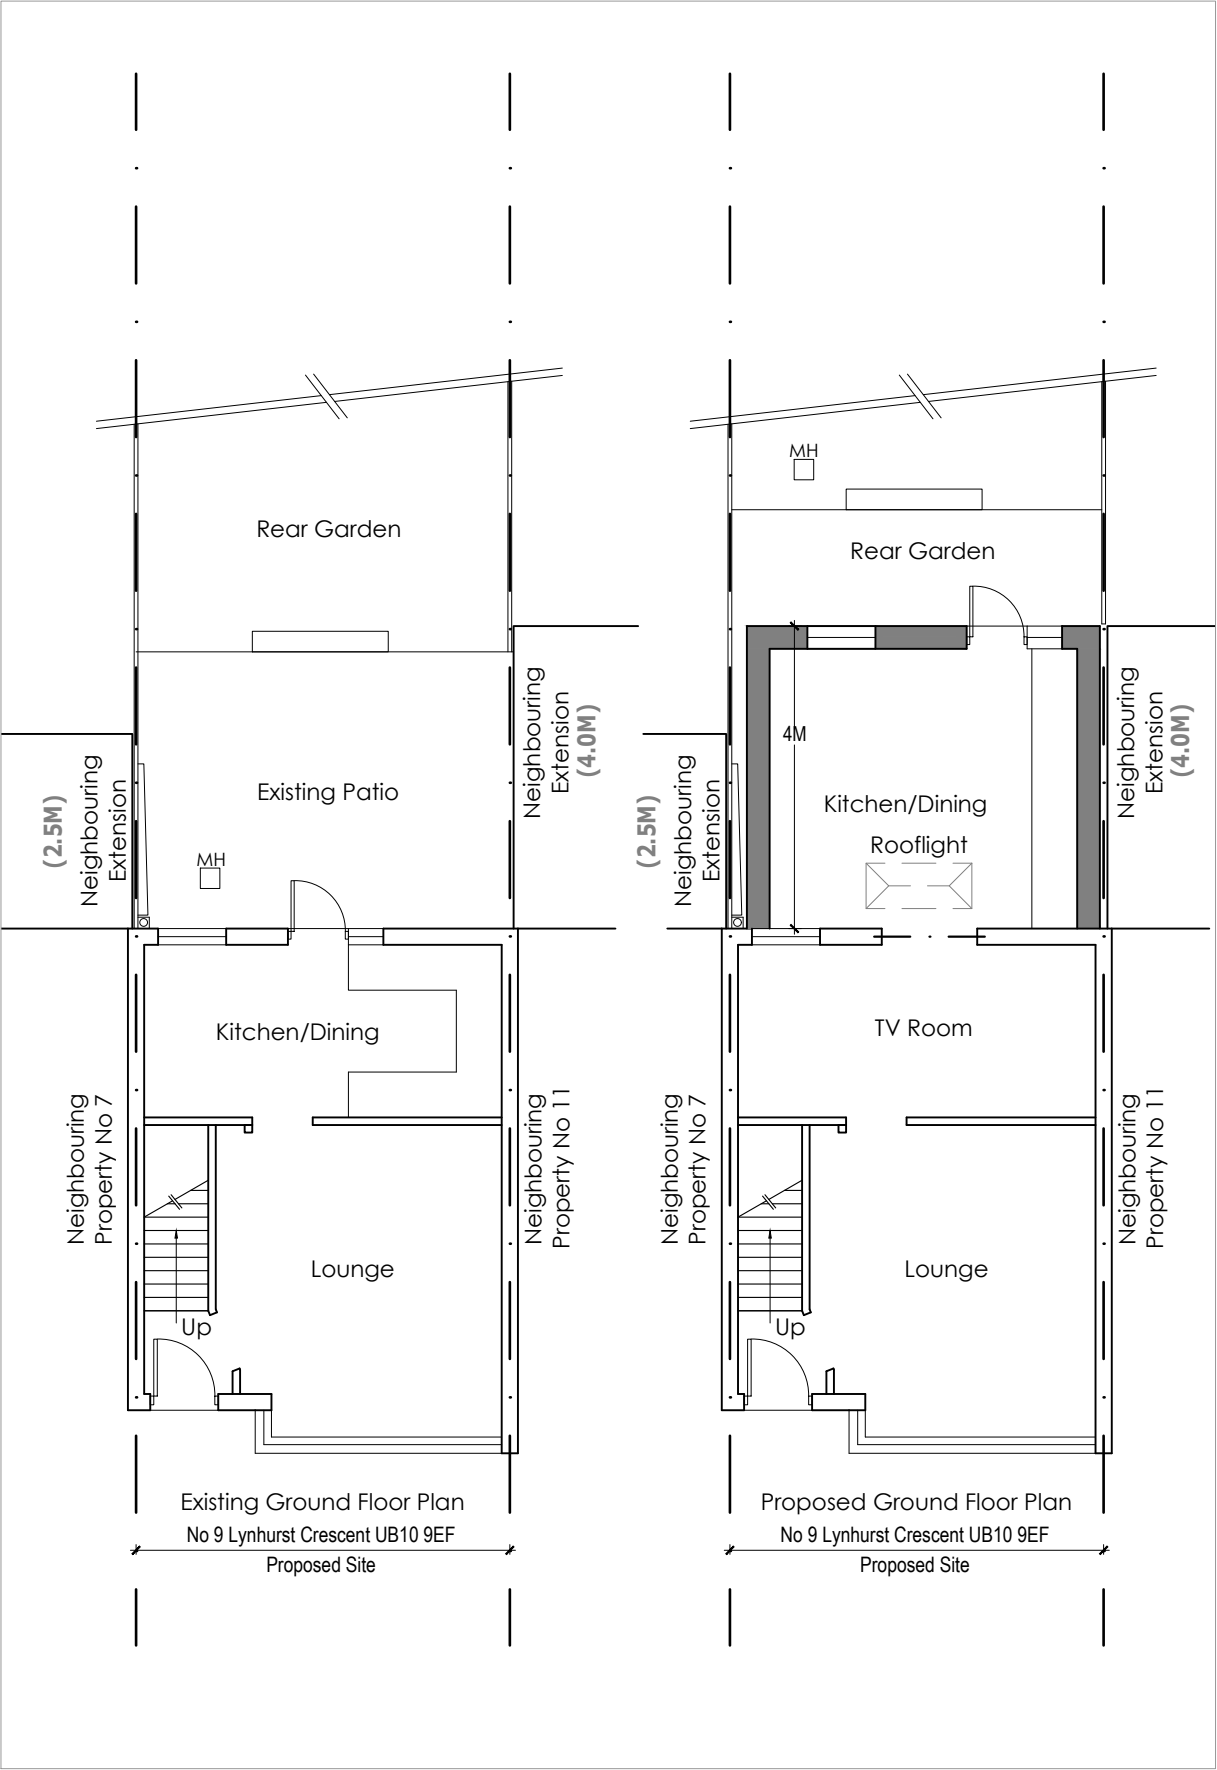 Rear Garden
Neighbouring
Extension
(4.0M)
(2.5M)
Neighbouring
Extension
Existing Patio
MH
Kitchen/Dining
Neighbouring
Property No 7
Neighbouring
Property No 11
Lounge
Up
Existing Ground Floor Plan
No 9 Lynhurst Crescent UB10 9EF
Proposed Site
MH
Rear Garden
4M
Neighbouring
Extension
(4.0M)
(2.5M)
Neighbouring
Extension
Kitchen/Dining
Rooflight
TV Room
Neighbouring
Property No 7
Neighbouring
Property No 11
Lounge
Up
Proposed Ground Floor Plan
No 9 Lynhurst Crescent UB10 9EF
Proposed Site